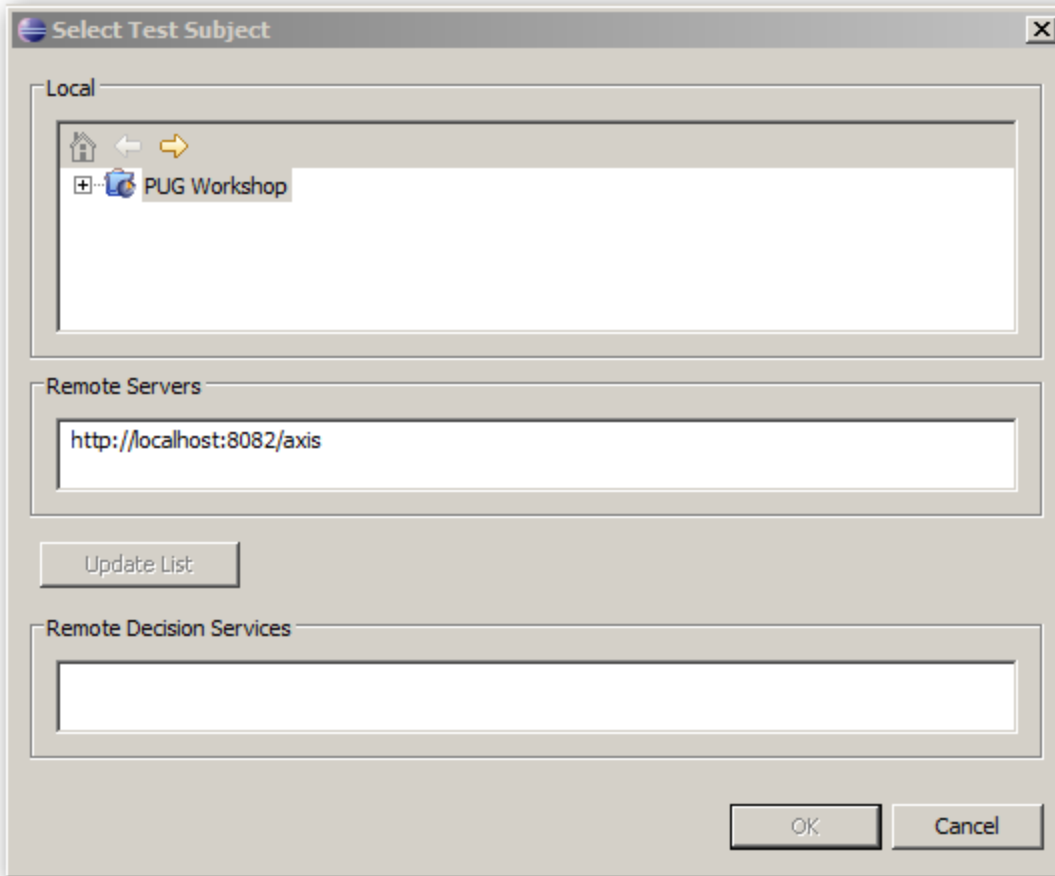 Select Test Subject
Local
PUG Workshop
Remote Servers
http://localhost:8082/axis
Update List
Remote Decision Services
OK
Cancel